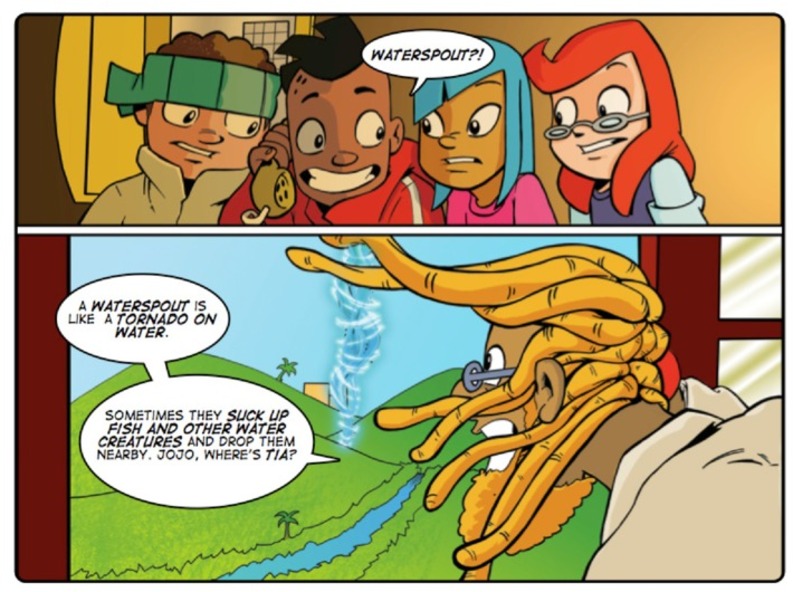 WATERSPOUT?!
A WATERSPOUT IS
LIKE A TORNADO ON
WATER.
SOMETIMES THEY SUCK UP
FISH AND OTHER WATER
CREATURES AND DROP THEM
NEARBY. JOJO, WHERE'S TIA?